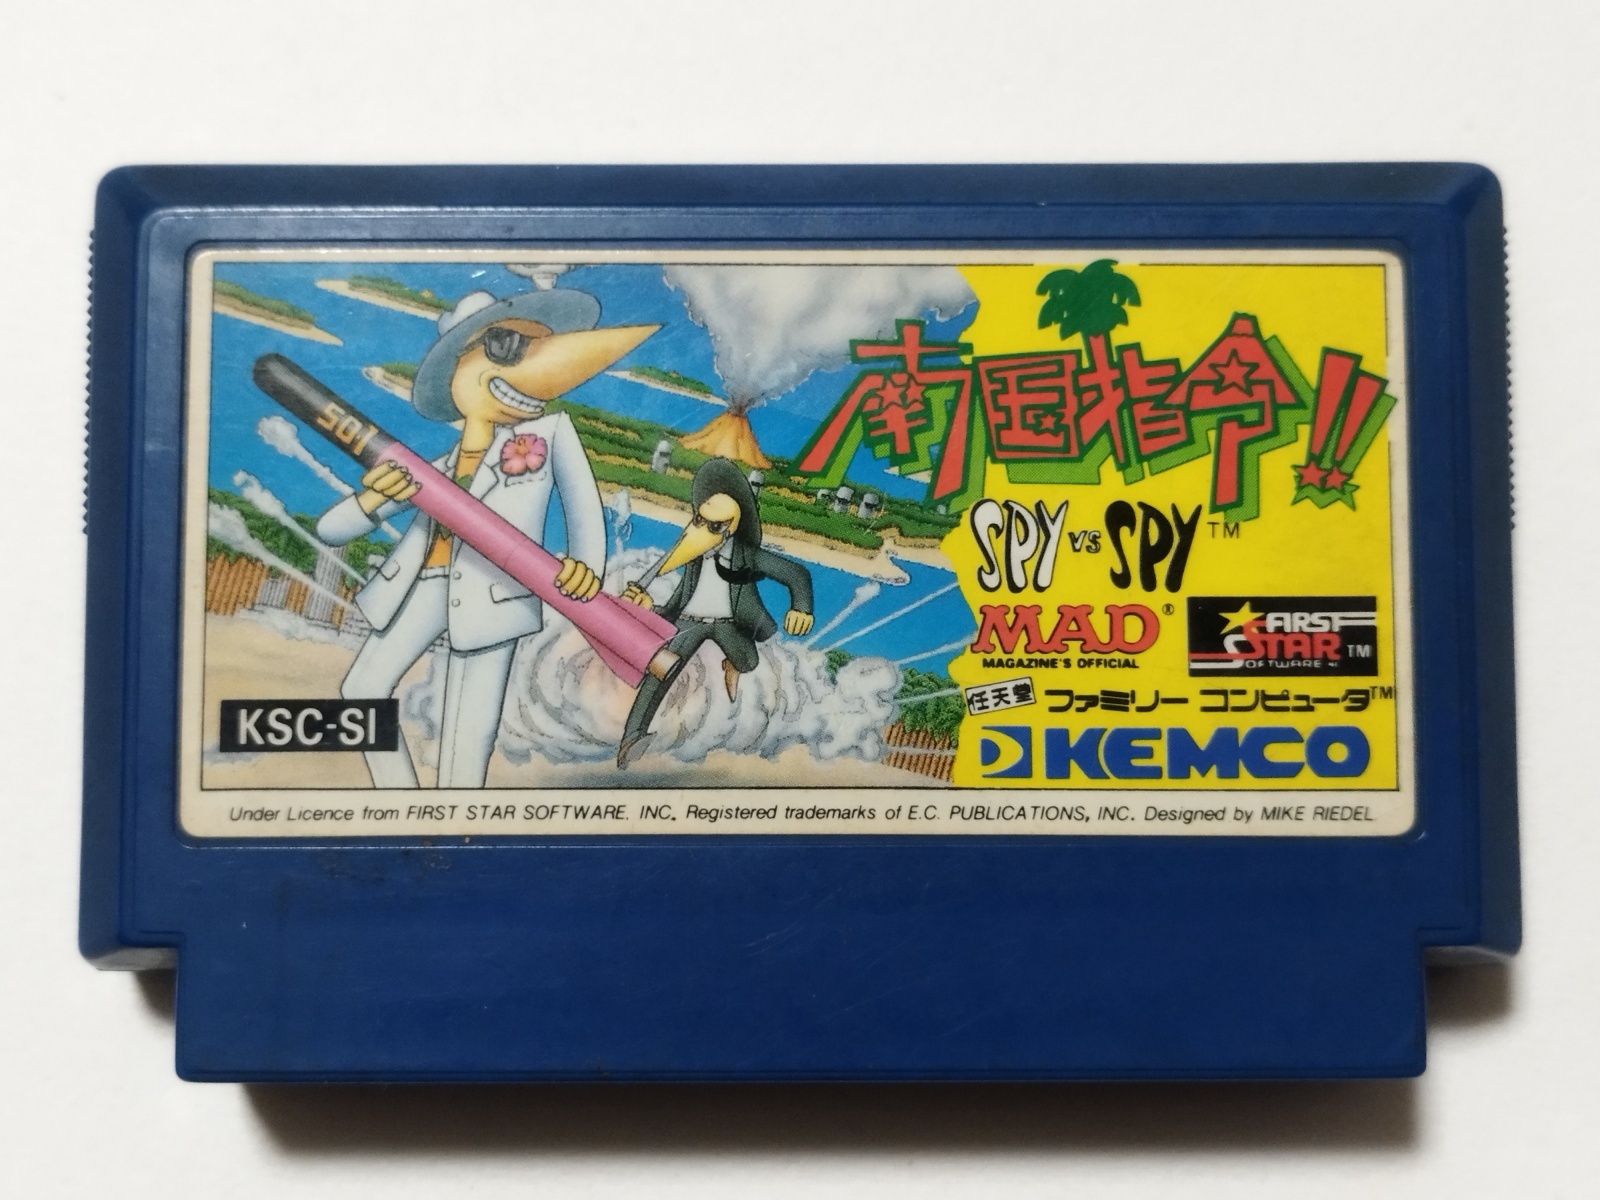 501
南国指令!!
SPY vs SPY™
MAD®
MAGAZINE'S OFFICIAL
FIRST
STAR TM
SOFTWARE
任天堂 ファミリー コンピュータ™
KEMCO
KSC-SI
Under Licence from FIRST STAR SOFTWARE. INC. Registered trademarks of E.C. PUBLICATIONS, INC. Designed by MIKE RIEDEL